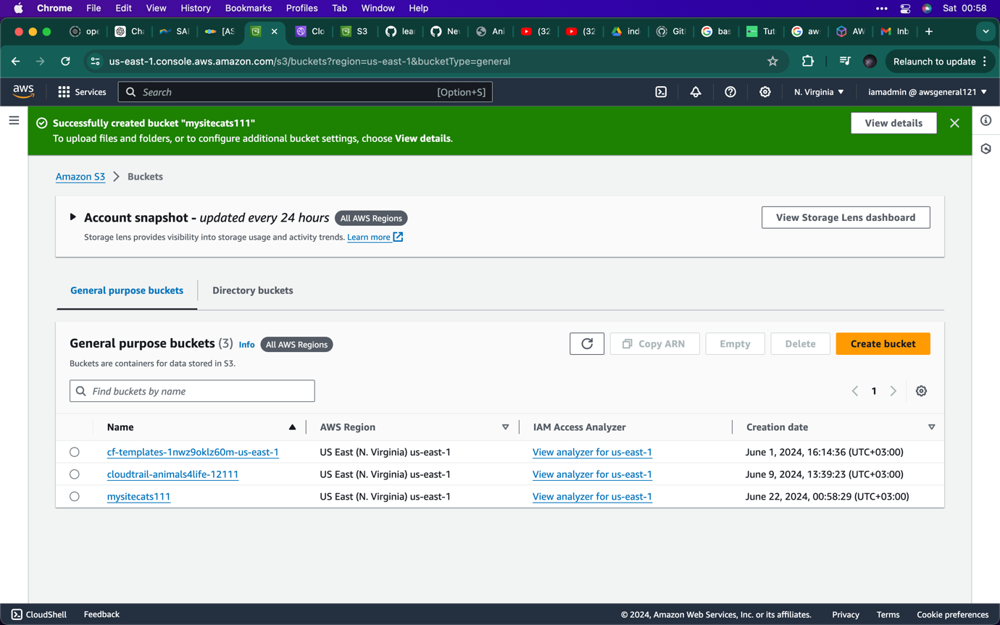 Chrome File Edit View History Bookmarks Profiles Tab Window Help Sat 00:58
ope Cha SAI [AS Clo S3 lear Nev Ani (32 (32 ind Gitl bas Tut aws AW Inb
us-east-1.console.aws.amazon.com/s3/buckets?region=us-east-1&bucketType=general Relaunch to update
aws Services Search [Option+S] N. Virginia iamadmin @ awsgeneral121
Successfully created bucket "mysitecats111"
To upload files and folders, or to configure additional bucket settings, choose View details.
View details
Amazon S3 Buckets
Account snapshot - updated every 24 hours All AWS Regions
Storage lens provides visibility into storage usage and activity trends. Learn more
View Storage Lens dashboard
General purpose buckets Directory buckets
General purpose buckets (3) Info All AWS Regions
Buckets are containers for data stored in S3.
Copy ARN Empty Delete Create bucket
Find buckets by name 1
Name AWS Region IAM Access Analyzer Creation date
cf-templates-1nwz9oklz60m-us-east-1 US East (N. Virginia) us-east-1 View analyzer for us-east-1 June 1, 2024, 16:14:36 (UTC+03:00)
cloudtrail-animals4life-12111 US East (N. Virginia) us-east-1 View analyzer for us-east-1 June 9, 2024, 13:39:23 (UTC+03:00)
mysitecats111 US East (N. Virginia) us-east-1 View analyzer for us-east-1 June 22, 2024, 00:58:29 (UTC+03:00)
CloudShell Feedback © 2024, Amazon Web Services, Inc. or its affiliates. Privacy Terms Cookie preferences